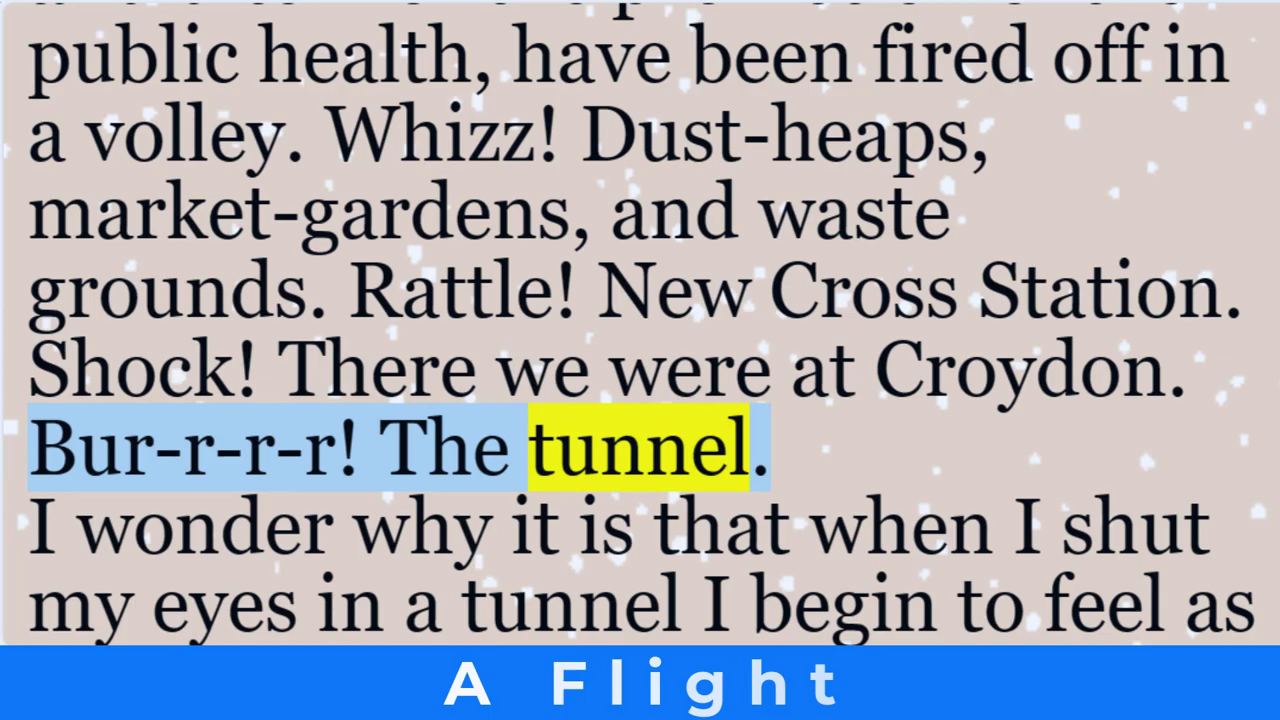 public health, have been fired off in
a volley. Whizz! Dust-heaps,
market-gardens, and waste
grounds. Rattle! New Cross Station.
Shock! There we were at Croydon.
Bur-r-r-r! The tunnel.
I wonder why it is that when I shut
my eyes in a tunnel I begin to feel as
A Flight